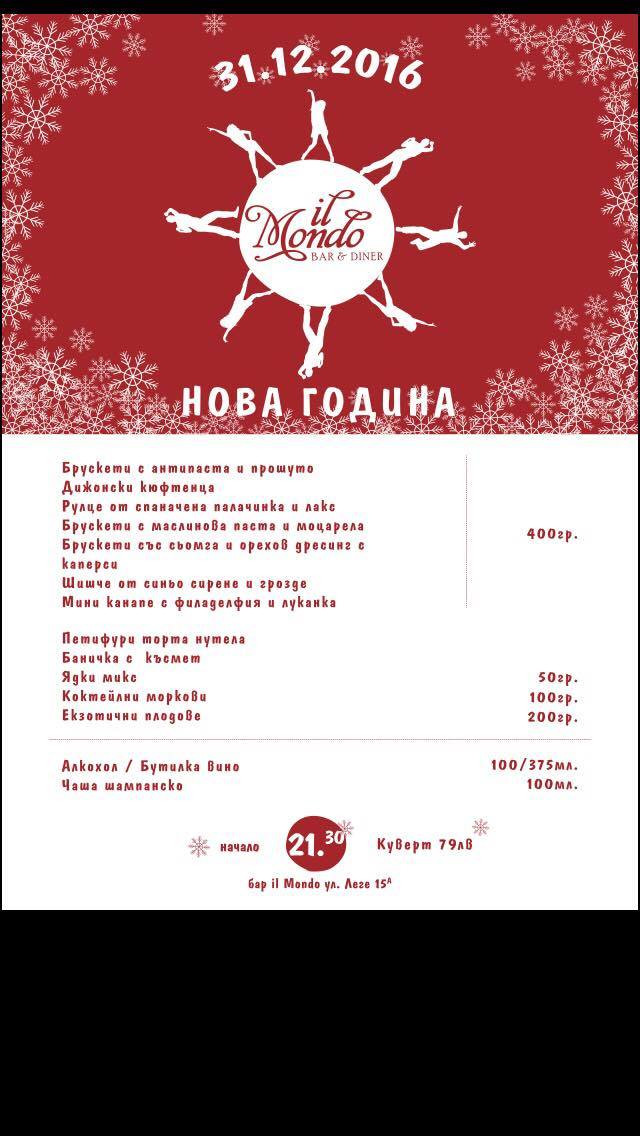 31.12.2016
il
Mondo
BAR & DINER
НОВА ГОДИНА
Брускети с антипаста и прошуто
Дижонски кюфтенца
Рулце от спаначена палачинка и лакс
Брускети с маслинова паста и моцарела
400гр.
Брускети със сьомга и орехов дресинг с
каперси
Шишче от синьо сирене и грозде
Мини канапе с филаделфия и луканка
Петифури торта нутела
Баничка с късмет
Ядки микс 50гр.
Коктейлни моркови 100гр.
Екзотични плодове 200гр.
Алкохол / Бутилка вино 100/375мл.
Чаша шампанско 100мл.
начало 21.30 Куверт 79лв
бар il Mondo ул. Леге 15А